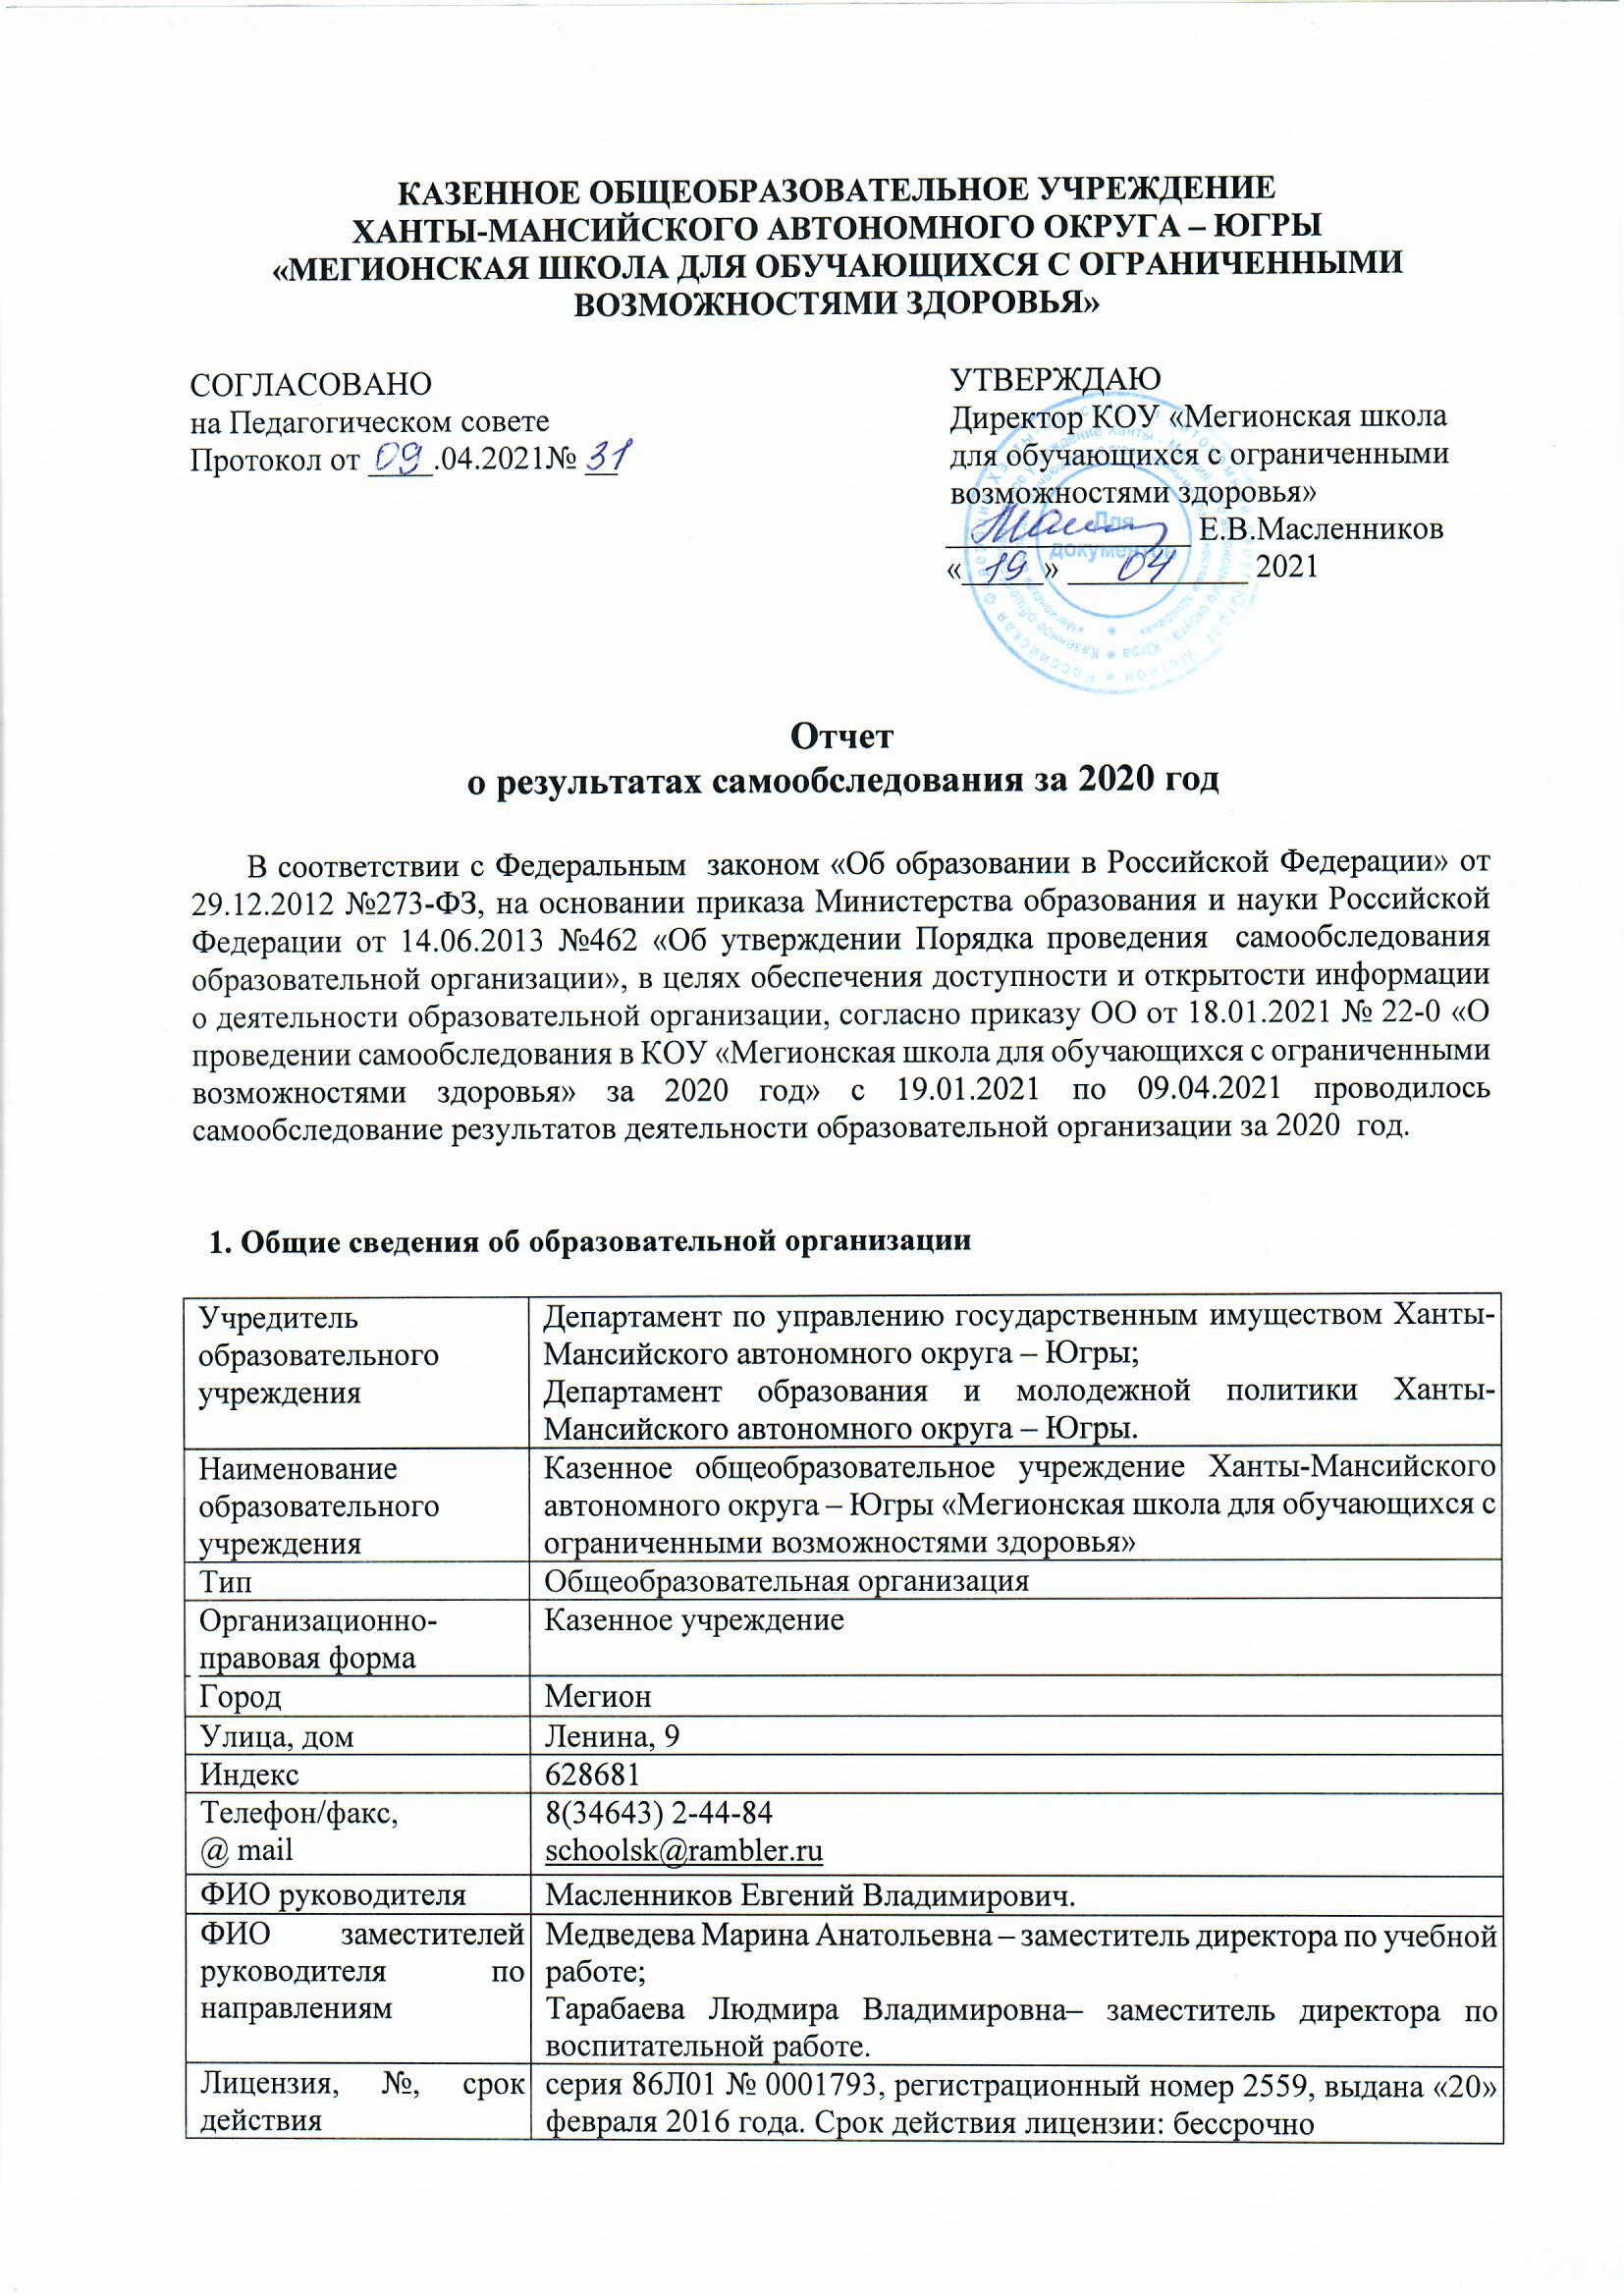 КАЗЕННОЕ ОБЩЕОБРАЗОВАТЕЛЬНОЕ УЧРЕЖДЕНИЕ
ХАНТЫ-МАНСИЙСКОГО АВТОНОМНОГО ОКРУГА – ЮГРЫ
«МЕГИОНСКАЯ ШКОЛА ДЛЯ ОБУЧАЮЩИХСЯ С ОГРАНИЧЕННЫМИ
ВОЗМОЖНОСТЯМИ ЗДОРОВЬЯ»
СОГЛАСОВАНО
на Педагогическом совете
Протокол от 09.04.2021№ 31
УТВЕРЖДАЮ
Директор КОУ «Мегионская школа
для обучающихся с ограниченными
возможностями здоровья»
Е.В.Масленников
«19» 04 2021
Для
документов
Отчет
о результатах самообследования за 2020 год
В соответствии с Федеральным законом «Об образовании в Российской Федерации» от
29.12.2012 №273-ФЗ, на основании приказа Министерства образования и науки Российской
Федерации от 14.06.2013 №462 «Об утверждении Порядка проведения самообследования
образовательной организации», в целях обеспечения доступности и открытости информации
о деятельности образовательной организации, согласно приказу ОО от 18.01.2021 № 22-0 «О
проведении самообследования в КОУ «Мегионская школа для обучающихся с ограниченными
возможностями здоровья» за 2020 год» с 19.01.2021 по 09.04.2021 проводилось
самообследование результатов деятельности образовательной организации за 2020 год.
1. Общие сведения об образовательной организации
Учредитель
образовательного
учреждения
Департамент по управлению государственным имуществом Ханты-
Мансийского автономного округа – Югры;
Департамент образования и молодежной политики Ханты-
Мансийского автономного округа – Югры.
Наименование
образовательного
учреждения
Казенное общеобразовательное учреждение Ханты-Мансийского
автономного округа – Югры «Мегионская школа для обучающихся с
ограниченными возможностями здоровья»
Тип
Общеобразовательная организация
Организационно-
правовая форма
Казенное учреждение
Город
Мегион
Улица, дом
Ленина, 9
Индекс
628681
Телефон/факс,
@ mail
8(34643) 2-44-84
schoolsk@rambler.ru
ФИО руководителя
Масленников Евгений Владимирович.
ФИО заместителей
руководителя по
направлениям
Медведева Марина Анатольевна – заместитель директора по учебной
работе;
Тарабаева Людмира Владимировна– заместитель директора по
воспитательной работе.
Лицензия, №, срок
действия
серия 86Л01 № 0001793, регистрационный номер 2559, выдана «20»
февраля 2016 года. Срок действия лицензии: бессрочно